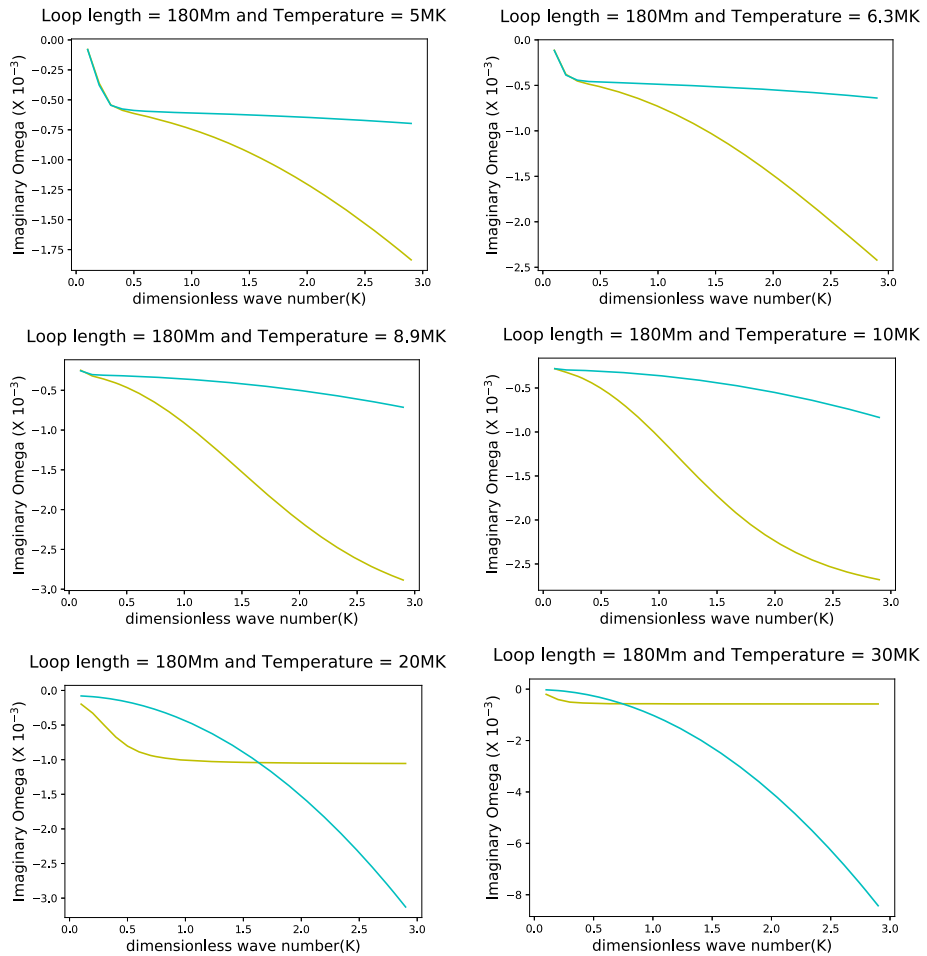 Loop length = 180Mm and Temperature = 5MK
Imaginary Omega (X 10⁻³)
0.00
−0.25
−0.50
−0.75
−1.00
−1.25
−1.50
−1.75
0.0 0.5 1.0 1.5 2.0 2.5 3.0
dimensionless wave number(K)
Loop length = 180Mm and Temperature = 6.3MK
Imaginary Omega (X 10⁻³)
0.0
−0.5
−1.0
−1.5
−2.0
−2.5
0.0 0.5 1.0 1.5 2.0 2.5 3.0
dimensionless wave number(K)
Loop length = 180Mm and Temperature = 8.9MK
Imaginary Omega (X 10⁻³)
−0.5
−1.0
−1.5
−2.0
−2.5
−3.0
0.0 0.5 1.0 1.5 2.0 2.5 3.0
dimensionless wave number(K)
Loop length = 180Mm and Temperature = 10MK
Imaginary Omega (X 10⁻³)
−0.5
−1.0
−1.5
−2.0
−2.5
0.0 0.5 1.0 1.5 2.0 2.5 3.0
dimensionless wave number(K)
Loop length = 180Mm and Temperature = 20MK
Imaginary Omega (X 10⁻³)
0.0
−0.5
−1.0
−1.5
−2.0
−2.5
−3.0
0.0 0.5 1.0 1.5 2.0 2.5 3.0
dimensionless wave number(K)
Loop length = 180Mm and Temperature = 30MK
Imaginary Omega (X 10⁻³)
0
−2
−4
−6
−8
0.0 0.5 1.0 1.5 2.0 2.5 3.0
dimensionless wave number(K)